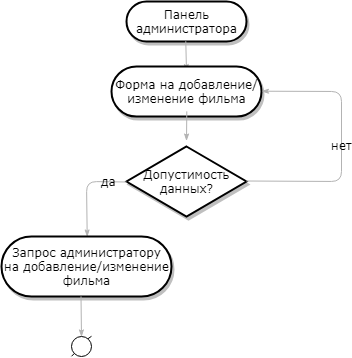 Панель
администратора
Форма на добавление/
изменение фильма
Допустимость
данных?
нет
да
Запрос администратору
на добавление/изменение
фильма